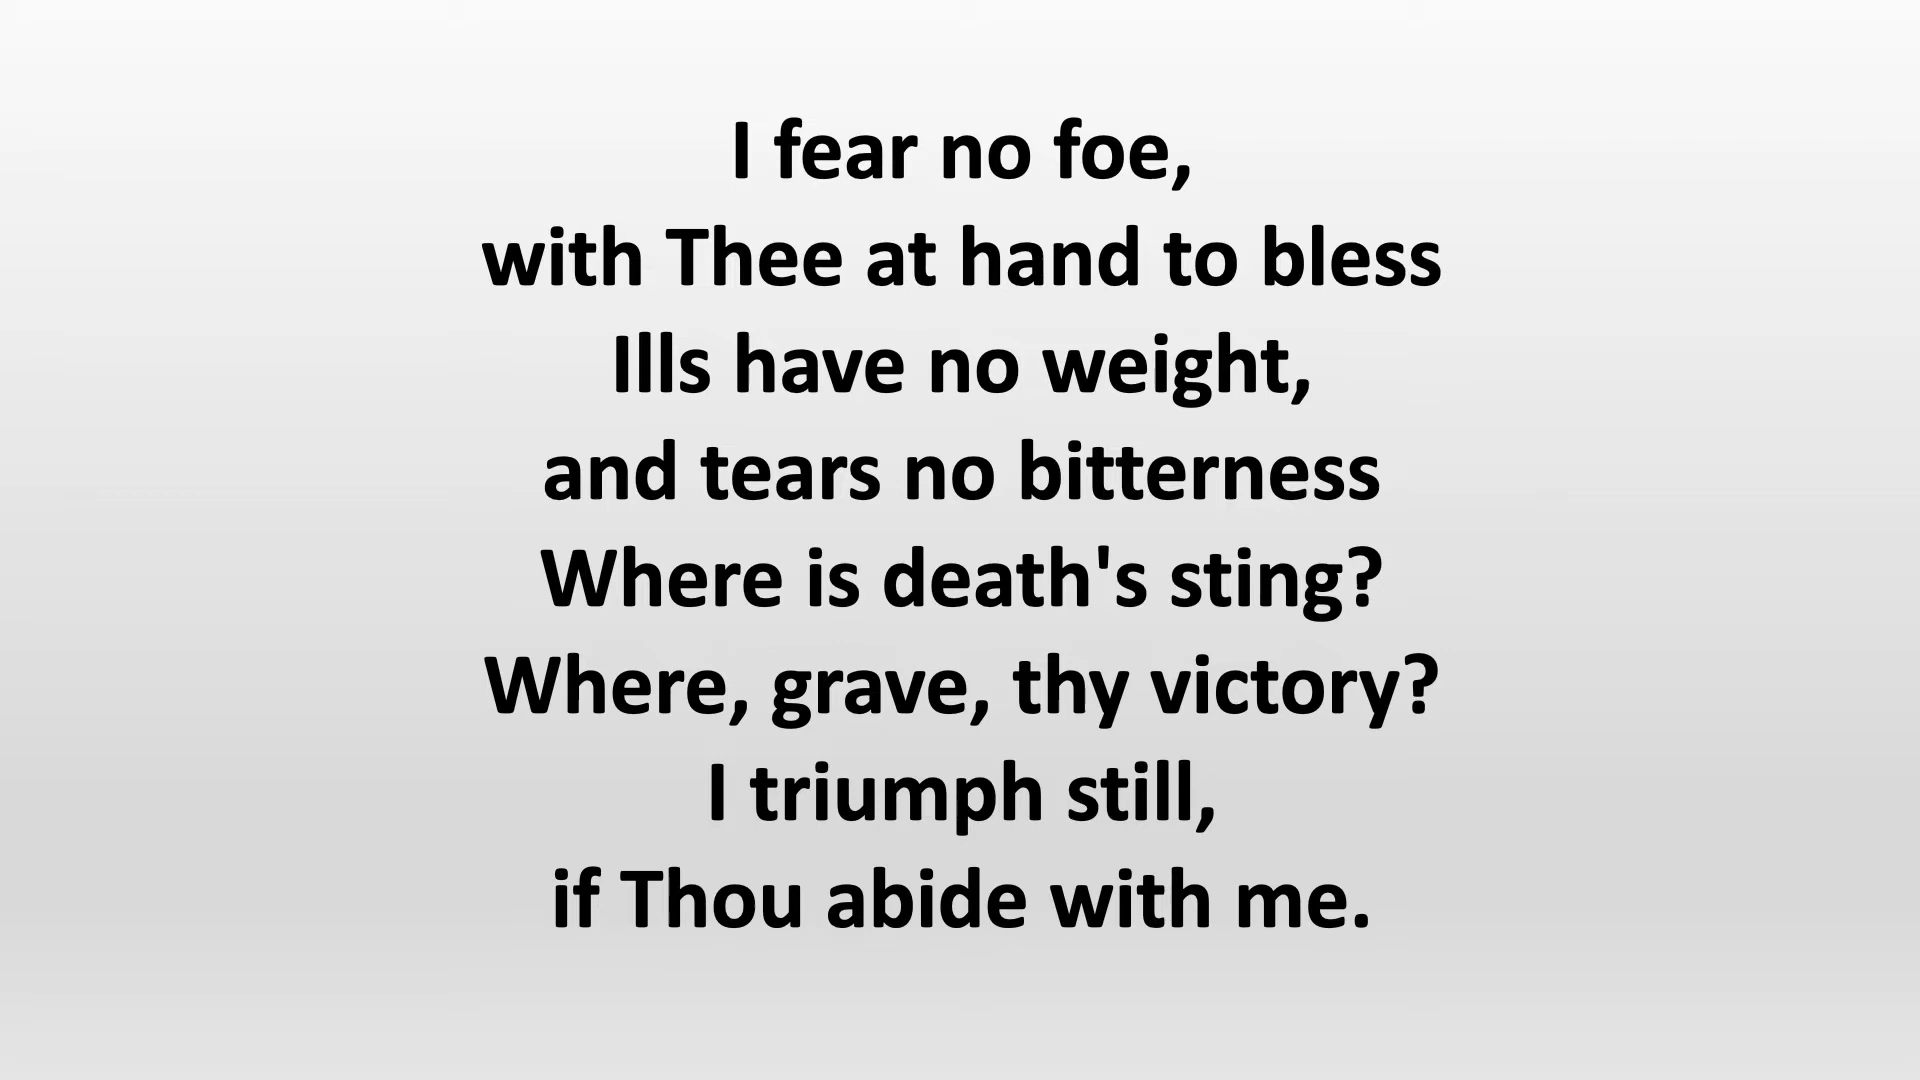 I fear no foe,
with Thee at hand to bless
Ills have no weight,
and tears no bitterness
Where is death's sting?
Where, grave, thy victory?
I triumph still,
if Thou abide with me.